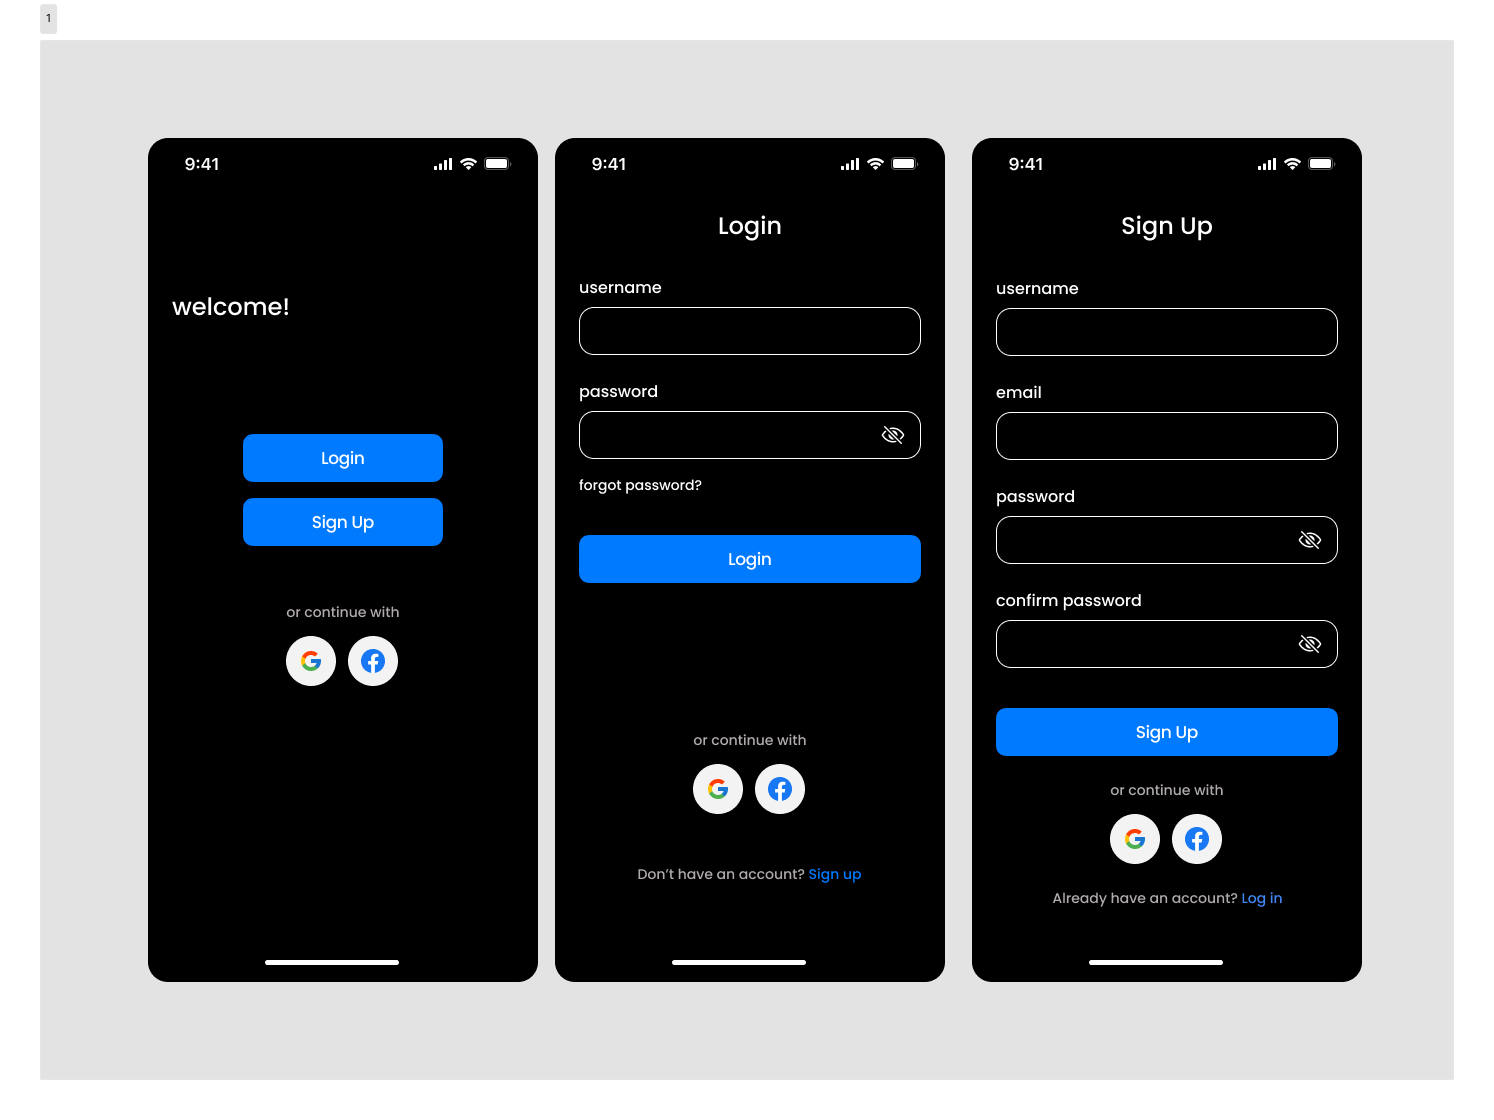 1
9:41
welcome!
Login
Sign Up
or continue with
9:41
Login
username
password
forgot password?
Login
or continue with
Don’t have an account? Sign up
9:41
Sign Up
username
email
password
confirm password
Sign Up
or continue with
Already have an account? Log in